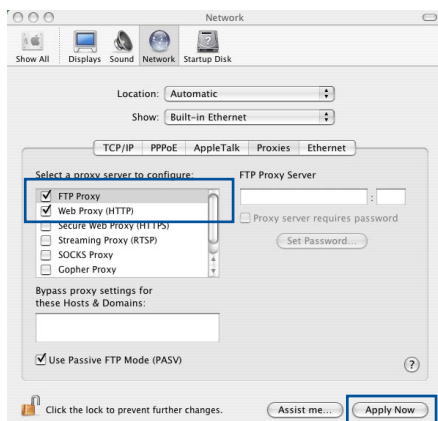 Network
Show All Displays Sound Network Startup Disk
Location: Automatic
Show: Built-in Ethernet
TCP/IP PPPoE AppleTalk Proxies Ethernet
Select a proxy server to configure: FTP Proxy Server
FTP Proxy
:
Web Proxy (HTTP)
Proxy server requires password
Secure Web Proxy (HTTPS)
Streaming Proxy (RTSP) Set Password...
SOCKS Proxy
Gopher Proxy
Bypass proxy settings for
these Hosts & Domains:
Use Passive FTP Mode (PASV) ?
Click the lock to prevent further changes. Assist me... Apply Now